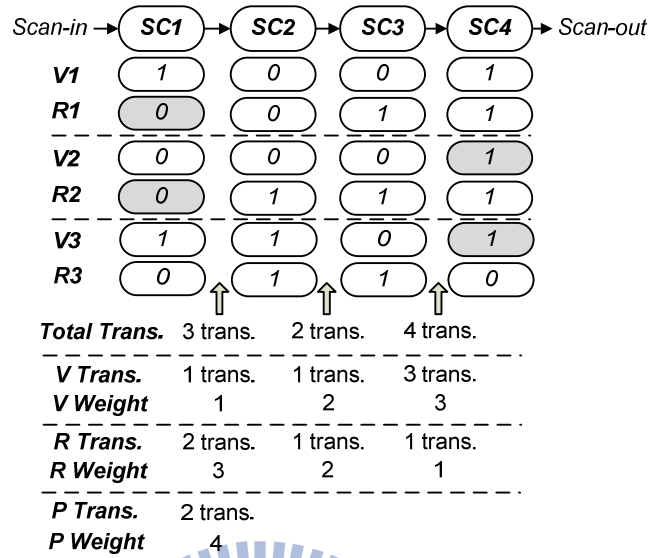 Scan-in SC1 SC2 SC3 SC4 Scan-out
V1 1 0 0 1
R1 0 0 1 1
V2 0 0 0 1
R2 0 1 1 1
V3 1 1 0 1
R3 0 1 1 0
Total Trans. 3 trans. 2 trans. 4 trans.
V Trans. 1 trans. 1 trans. 3 trans.
V Weight 1 2 3
R Trans. 2 trans. 1 trans. 1 trans.
R Weight 3 2 1
P Trans. 2 trans.
P Weight 4